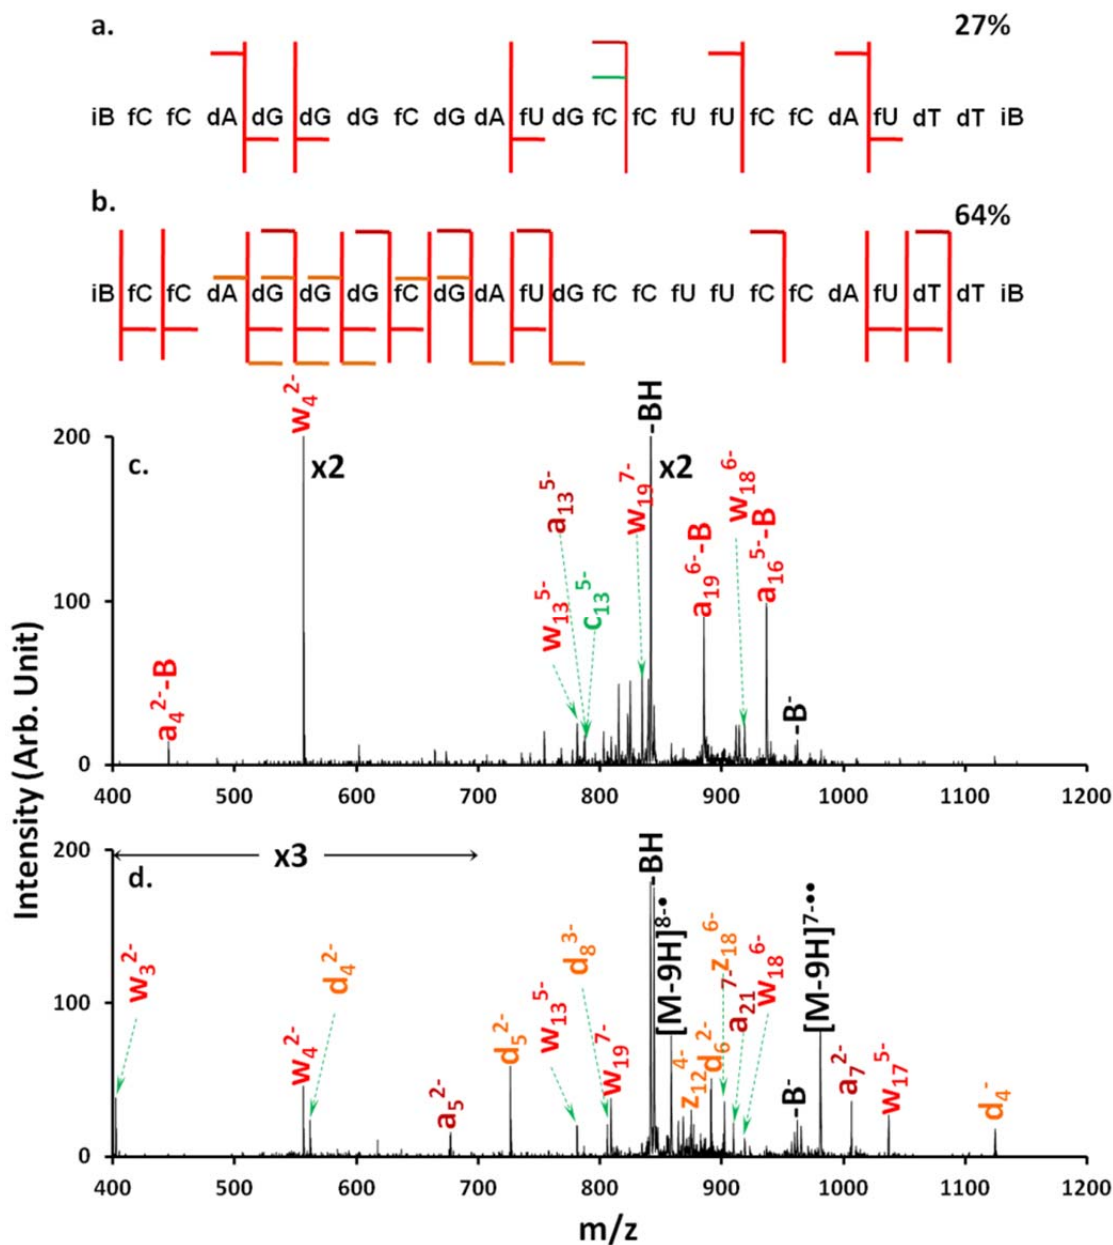 a. 27%
iB fC fC dA dG dG dG fC dG dA fU dG fC fC fU fU fC fC dA fU dT dT iB
b. 64%
iB fC fC dA dG dG dG fC dG dA fU dG fC fC fU fU fC fC dA fU dT dT iB
Intensity (Arb. Unit)
c.
200
100
0
a4 2- -B
w4 2-
x2
w13 5-
a13 5-
c13 5-
w19 7-
-BH
x2
a19 6- -B
w18 6-
a16 5- -B
-B-
400 500 600 700 800 900 1000 1100 1200
d.
x3
200
100
0
w3 2-
w4 2-
d4 2-
a5 2-
d5 2-
w13 5-
d8 3-
w19 7-
-BH
[M-9H]8-•
z12 4-
d6 2-
z18 6-
a21 7-
w18 6-
-B-
[M-9H]7-••
a7 2-
w17 5-
d4 -
400 500 600 700 800 900 1000 1100 1200
m/z